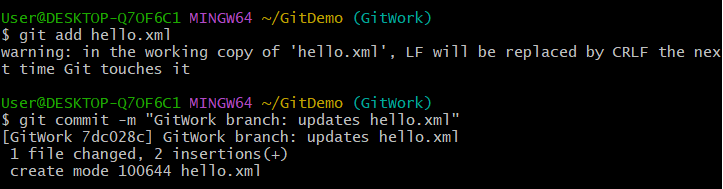 User@DESKTOP-Q7OF6C1 MINGW64 ~/GitDemo (GitWork)
$ git add hello.xml
warning: in the working copy of 'hello.xml', LF will be replaced by CRLF the nex
t time Git touches it

User@DESKTOP-Q7OF6C1 MINGW64 ~/GitDemo (GitWork)
$ git commit -m "GitWork branch: updates hello.xml"
[GitWork 7dc028c] GitWork branch: updates hello.xml
 1 file changed, 2 insertions(+)
 create mode 100644 hello.xml